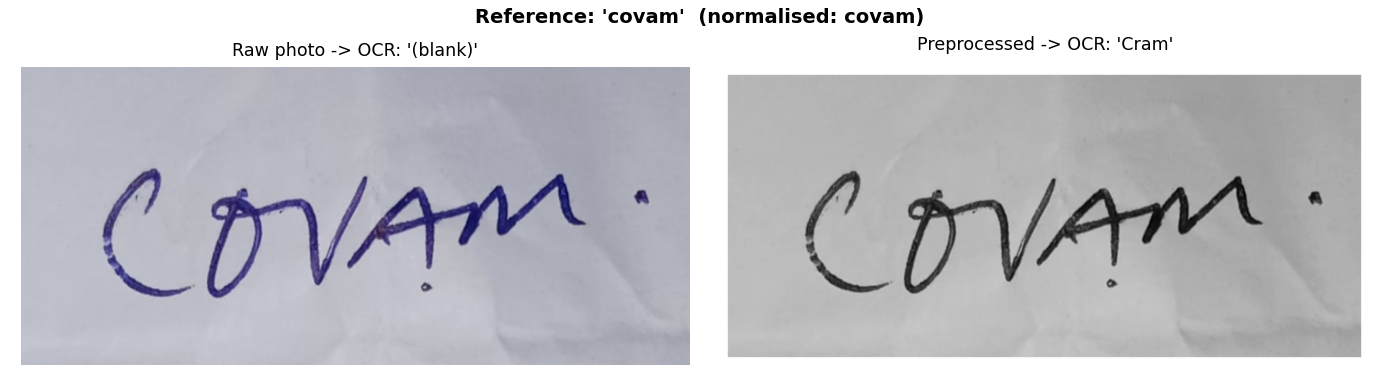 Reference: 'covam'  (normalised: covam)
Raw photo -> OCR: '(blank)'
Preprocessed -> OCR: 'Cram'
COVAM.
COVAM.